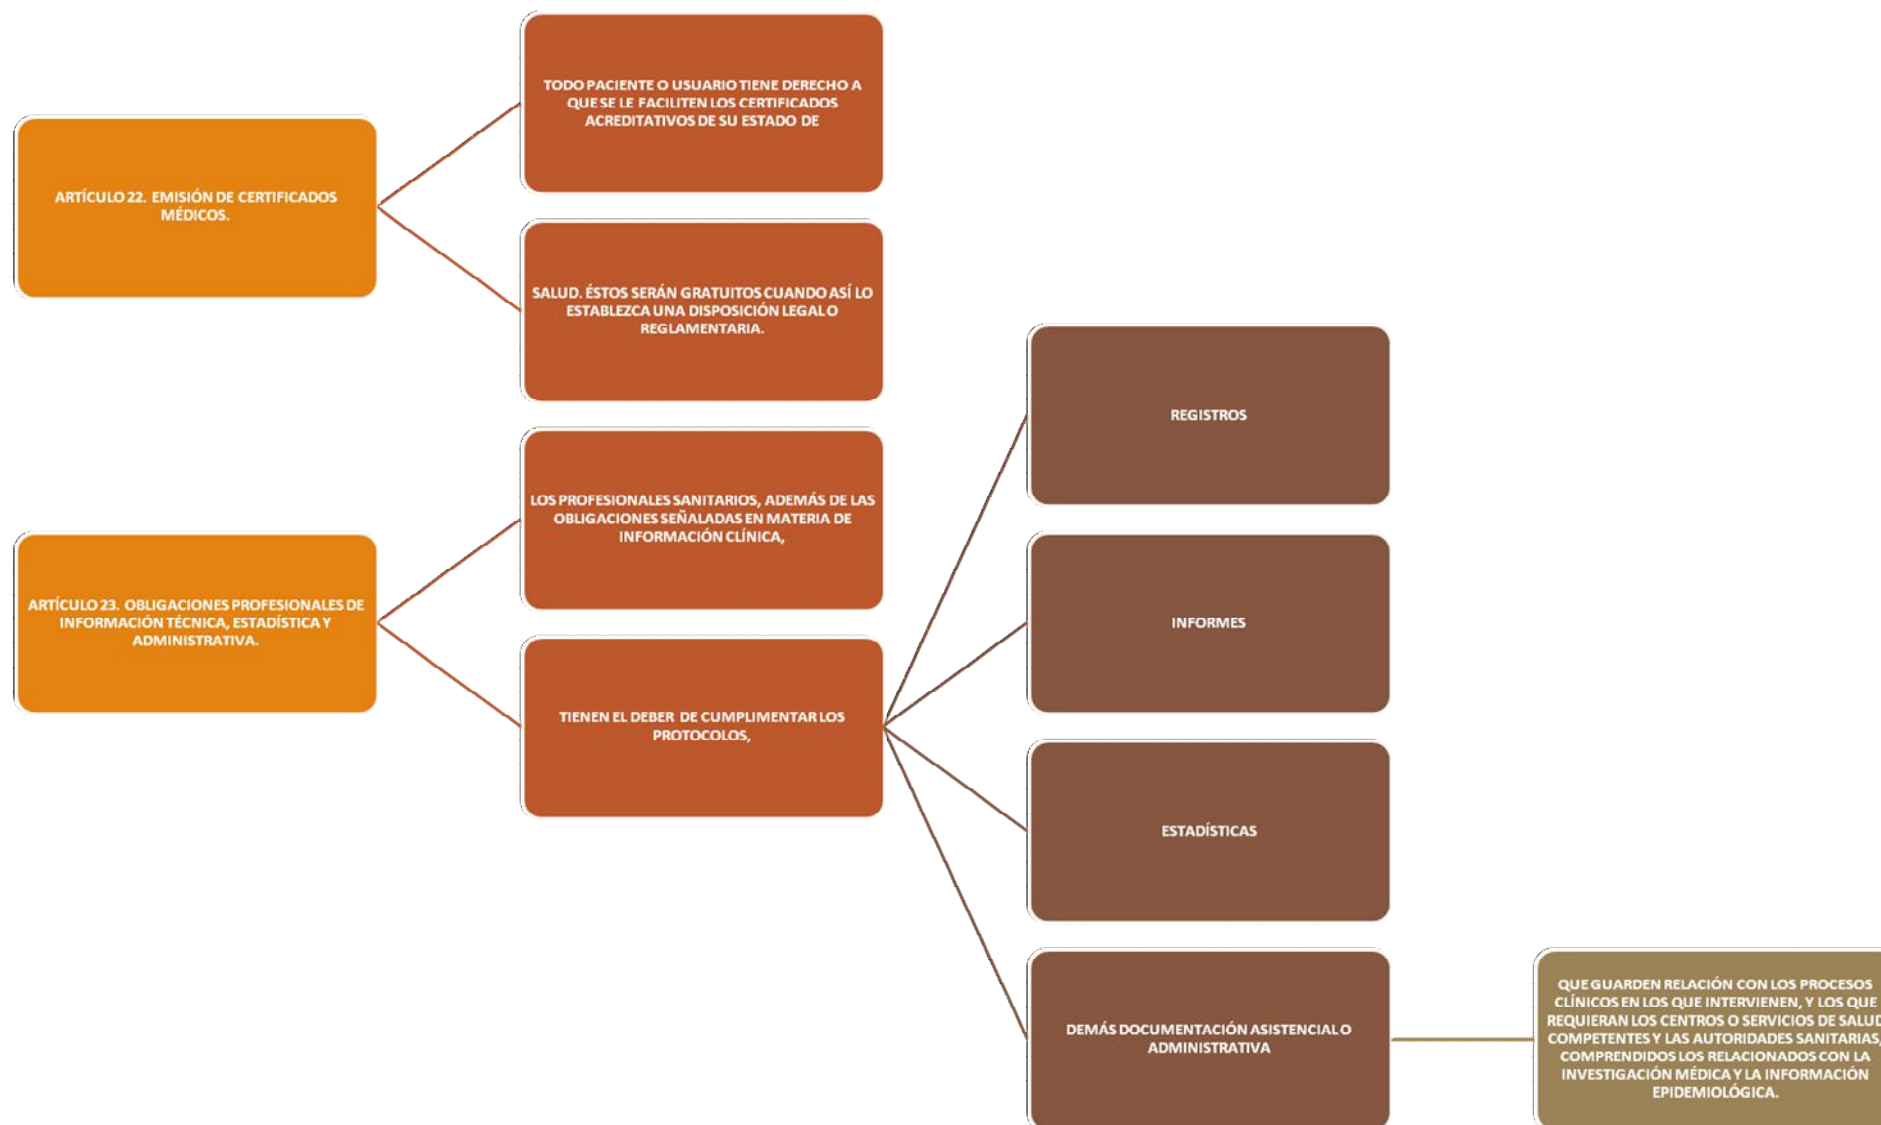 TODO PACIENTE O USUARIO TIENE DERECHO A
QUE SE LE FACILITEN LOS CERTIFICADOS
ACREDITATIVOS DE SU ESTADO DE
ARTÍCULO 22. EMISIÓN DE CERTIFICADOS
MÉDICOS.
SALUD. ÉSTOS SERÁN GRATUITOS CUANDO ASÍ LO
ESTABLEZCA UNA DISPOSICIÓN LEGAL O
REGLAMENTARIA.
ARTÍCULO 23. OBLIGACIONES PROFESIONALES DE
INFORMACIÓN TÉCNICA, ESTADÍSTICA Y
ADMINISTRATIVA.
LOS PROFESIONALES SANITARIOS, ADEMÁS DE LAS
OBLIGACIONES SEÑALADAS EN MATERIA DE
INFORMACIÓN CLÍNICA,
TIENEN EL DEBER DE CUMPLIMENTAR LOS
PROTOCOLOS,
REGISTROS
INFORMES
ESTADÍSTICAS
DEMÁS DOCUMENTACIÓN ASISTENCIAL O
ADMINISTRATIVA
QUE GUARDEN RELACIÓN CON LOS PROCESOS
CLÍNICOS EN LOS QUE INTERVIENEN, Y LOS QUE
REQUIERAN LOS CENTROS O SERVICIOS DE SALUD
COMPETENTES Y LAS AUTORIDADES SANITARIAS,
COMPRENDIDOS LOS RELACIONADOS CON LA
INVESTIGACIÓN MÉDICA Y LA INFORMACIÓN
EPIDEMIOLÓGICA.